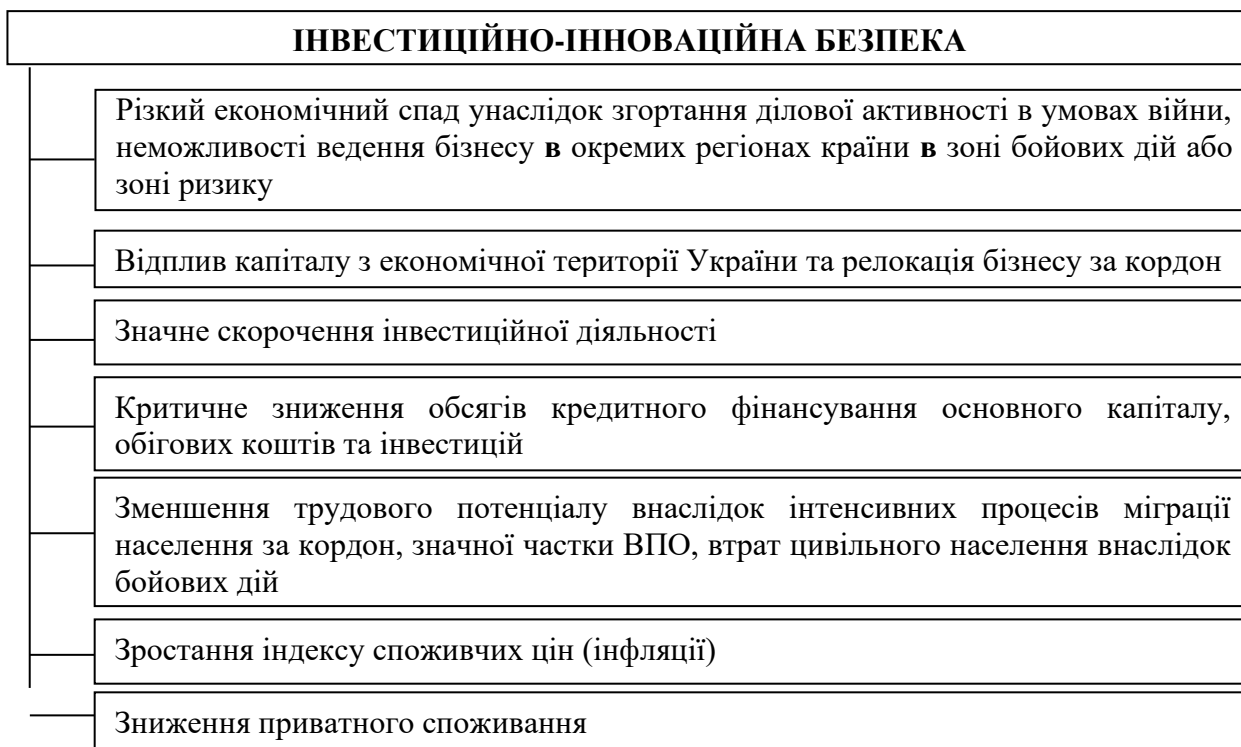 ІНВЕСТИЦІЙНО-ІННОВАЦІЙНА БЕЗПЕКА
Різкий економічний спад унаслідок згортання ділової активності в умовах війни,
неможливості ведення бізнесу в окремих регіонах країни в зоні бойових дій або
зоні ризику
Відплив капіталу з економічної території України та релокація бізнесу за кордон
Значне скорочення інвестиційної діяльності
Критичне зниження обсягів кредитного фінансування основного капіталу,
обігових коштів та інвестицій
Зменшення трудового потенціалу внаслідок інтенсивних процесів міграції
населення за кордон, значної частки ВПО, втрат цивільного населення внаслідок
бойових дій
Зростання індексу споживчих цін (інфляції)
Зниження приватного споживання